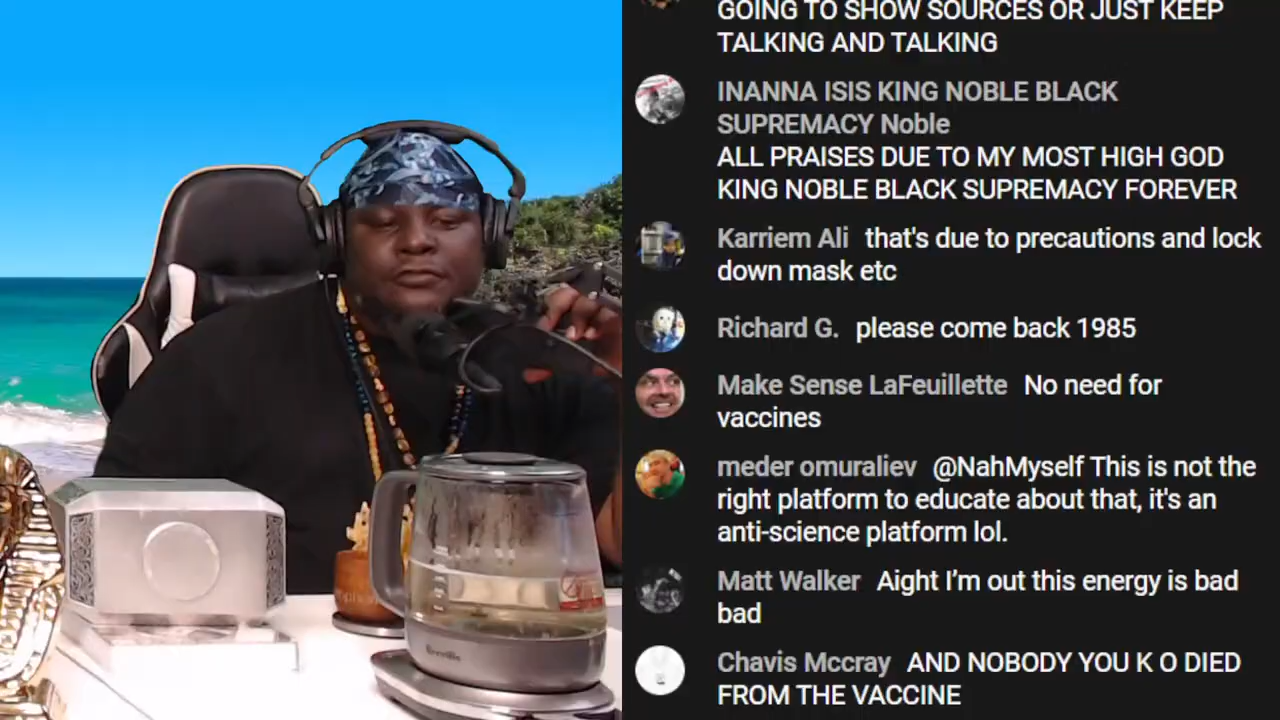 GOING TO SHOW SOURCES OR JUST KEEP
TALKING AND TALKING
INANNA ISIS KING NOBLE BLACK
SUPREMACY Noble
ALL PRAISES DUE TO MY MOST HIGH GOD
KING NOBLE BLACK SUPREMACY FOREVER
Karriem Ali that's due to precautions and lock
down mask etc
Richard G. please come back 1985
Make Sense LaFeuillette No need for
vaccines
meder omuraliev @NahMyself This is not the
right platform to educate about that, it's an
anti-science platform lol.
Matt Walker Aight I'm out this energy is bad
bad
Chavis Mccray AND NOBODY YOU K O DIED
FROM THE VACCINE
Breville